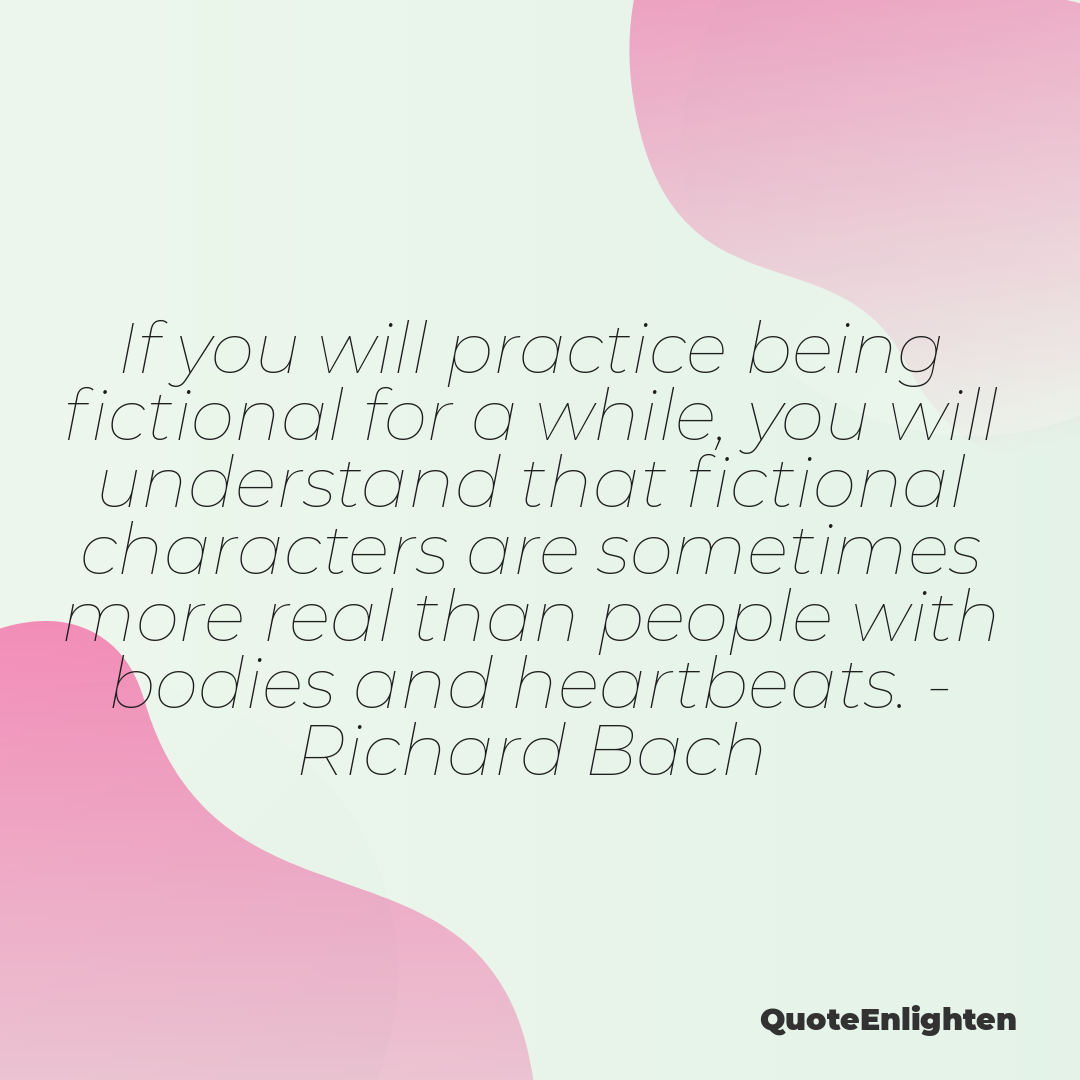 If you will practice being
fictional for a while, you will
understand that fictional
characters are sometimes
more real than people with
bodies and heartbeats. -
Richard Bach
QuoteEnlighten